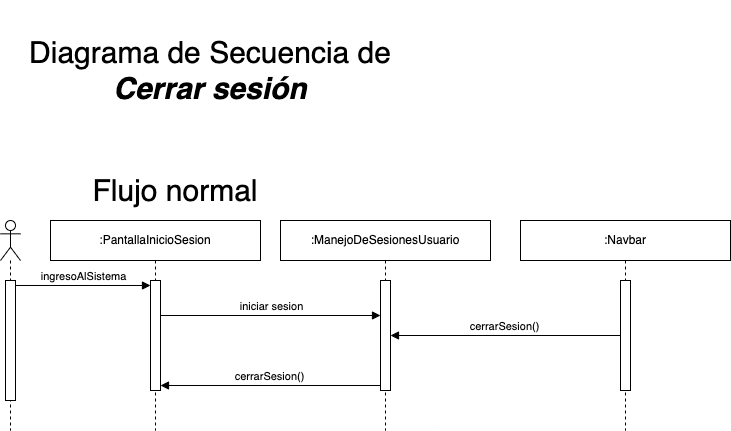 Diagrama de Secuencia de
Cerrar sesión
Flujo normal
:PantallaInicioSesion
:ManejoDeSesionesUsuario
:Navbar
ingresoAlSistema
iniciar sesion
cerrarSesion()
cerrarSesion()